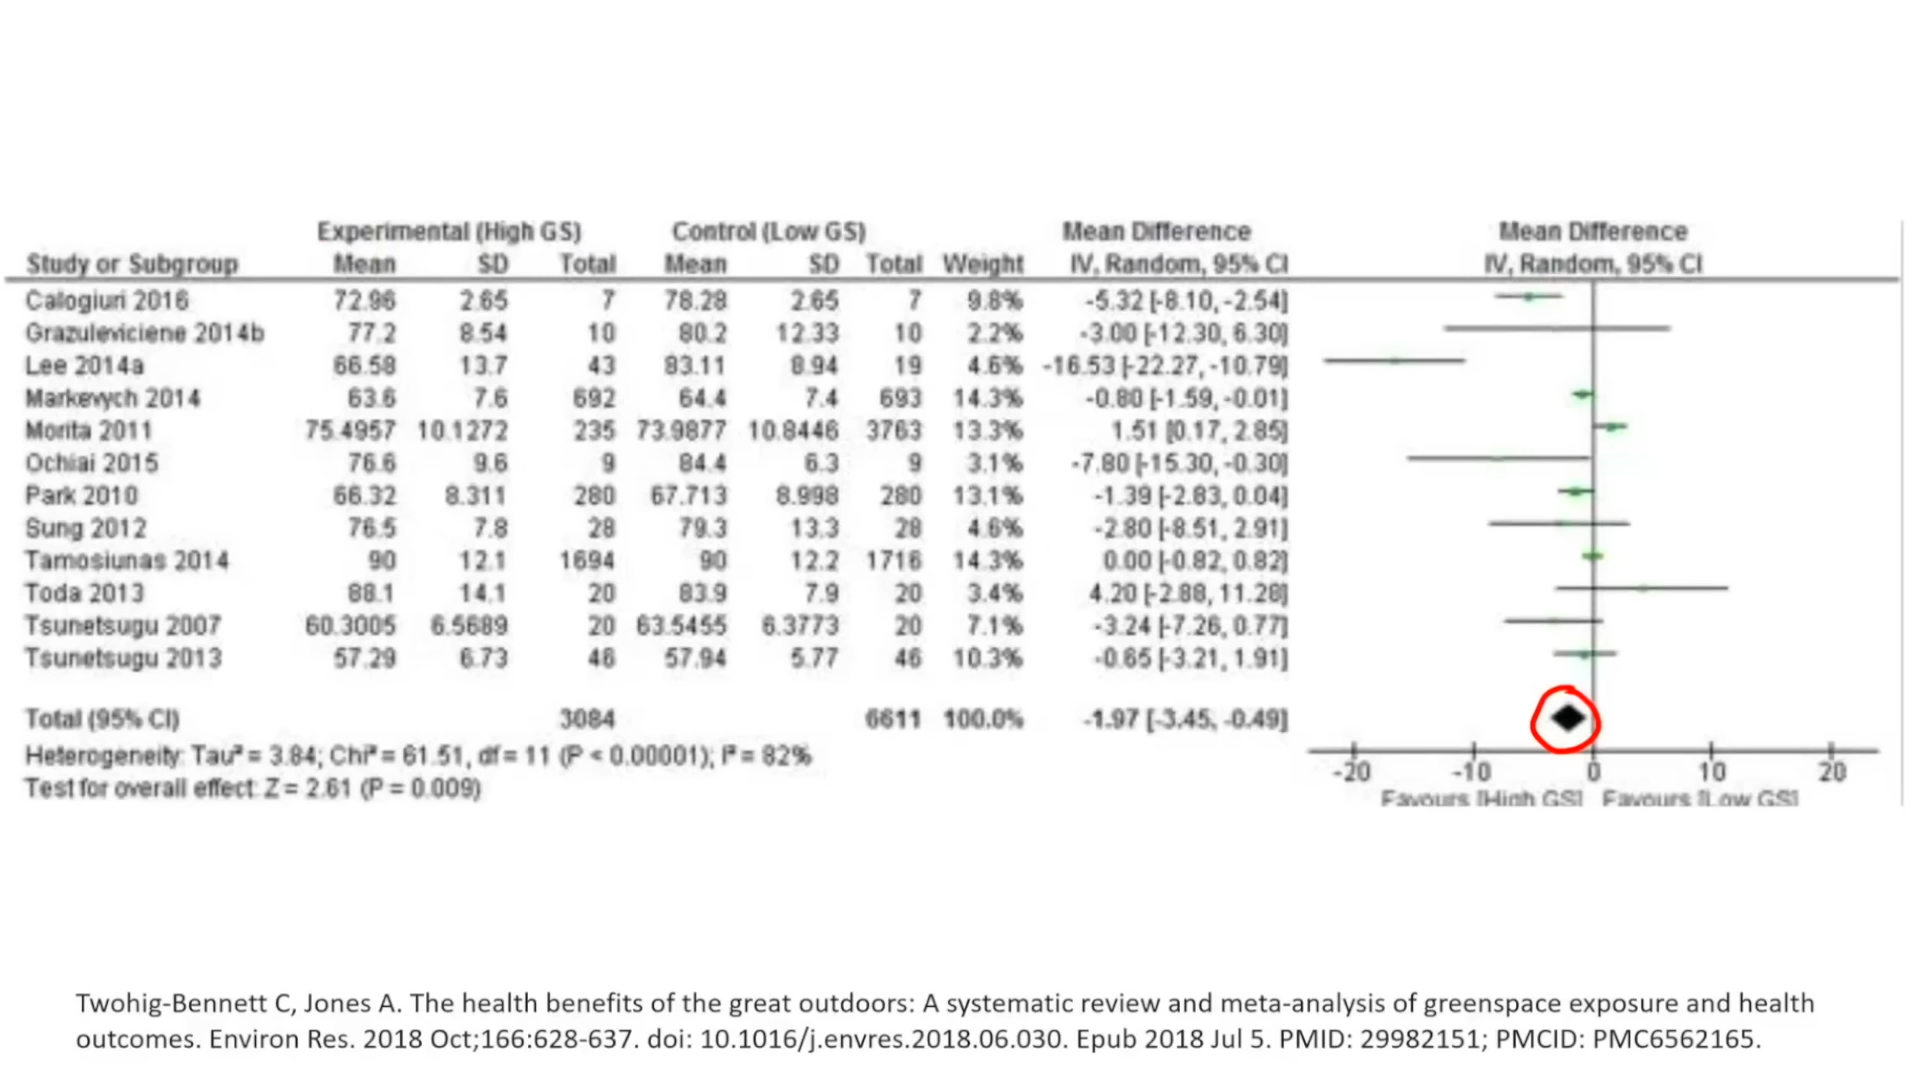 Experimental (High GS) Control (Low GS) Mean Difference Mean Difference
Study or Subgroup Mean SD Total Mean SD Total Weight IV, Random, 95% CI IV, Random, 95% CI
Calogiuri 2016 72.96 2.65 7 78.28 2.65 7 9.8% -5.32 [-8.10, -2.54]
Grazuleviciene 2014b 77.2 8.54 10 80.2 12.33 10 2.2% -3.00 [-12.30, 6.30]
Lee 2014a 66.58 13.7 43 83.11 8.94 19 4.6% -16.53 [-22.27, -10.79]
Markevych 2014 63.6 7.6 692 64.4 7.4 693 14.3% -0.80 [-1.59, -0.01]
Morita 2011 75.4957 10.1272 235 73.9877 10.8446 3763 13.3% 1.51 [0.17, 2.85]
Ochiai 2015 76.6 9.6 9 84.4 6.3 9 3.1% -7.80 [-15.30, -0.30]
Park 2010 66.32 8.311 280 67.713 8.998 280 13.1% -1.39 [-2.83, 0.04]
Sung 2012 76.5 7.8 28 79.3 13.3 28 4.6% -2.80 [-8.51, 2.91]
Tamosiunas 2014 90 12.1 1694 90 12.2 1716 14.3% 0.00 [-0.82, 0.82]
Toda 2013 88.1 14.1 20 83.9 7.9 20 3.4% 4.20 [-2.88, 11.28]
Tsunetsugu 2007 60.3005 6.5689 20 63.5455 6.3773 20 7.1% -3.24 [-7.26, 0.77]
Tsunetsugu 2013 57.29 6.73 46 57.94 5.77 46 10.3% -0.65 [-3.21, 1.91]
Total (95% CI) 3084 6611 100.0% -1.97 [-3.45, -0.49]
Heterogeneity: Tau² = 3.84; Chi² = 61.51, df = 11 (P < 0.00001); I² = 82%
Test for overall effect: Z = 2.61 (P = 0.009)
-20 -10 0 10 20
Favours [High GS] Favours [Low GS]
Twohig-Bennett C, Jones A. The health benefits of the great outdoors: A systematic review and meta-analysis of greenspace exposure and health
outcomes. Environ Res. 2018 Oct;166:628-637. doi: 10.1016/j.envres.2018.06.030. Epub 2018 Jul 5. PMID: 29982151; PMCID: PMC6562165.